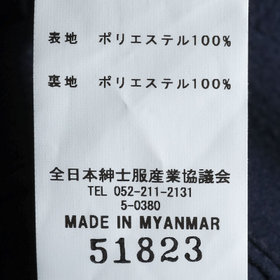 表地 ポリエステル100%
裏地 ポリエステル100%
全日本紳士服産業協議会
TEL 052-211-2131
5-0380
MADE IN MYANMAR
51823